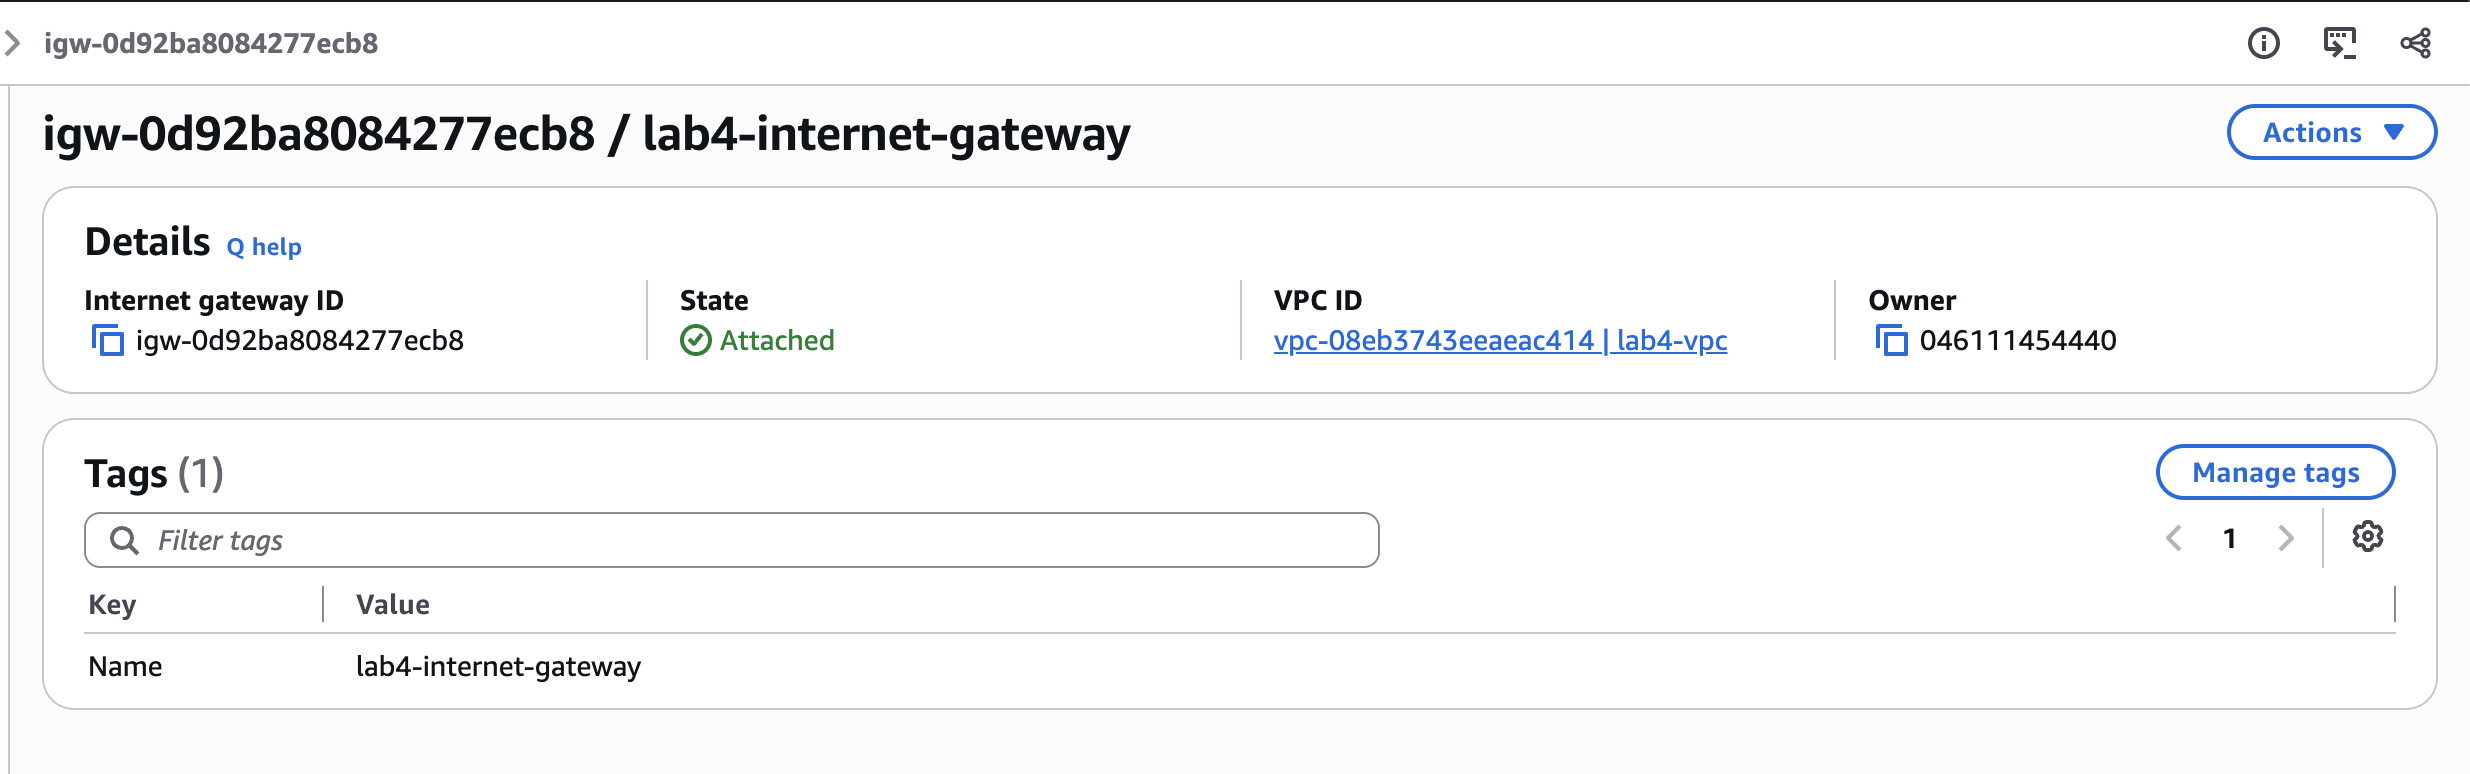 igw-0d92ba8084277ecb8
igw-0d92ba8084277ecb8 / lab4-internet-gateway
Actions
Details Q help
Internet gateway ID
igw-0d92ba8084277ecb8
State
Attached
VPC ID
vpc-08eb3743eeaeac414 | lab4-vpc
Owner
046111454440
Tags (1)
Manage tags
Filter tags
1
Key Value
Name lab4-internet-gateway